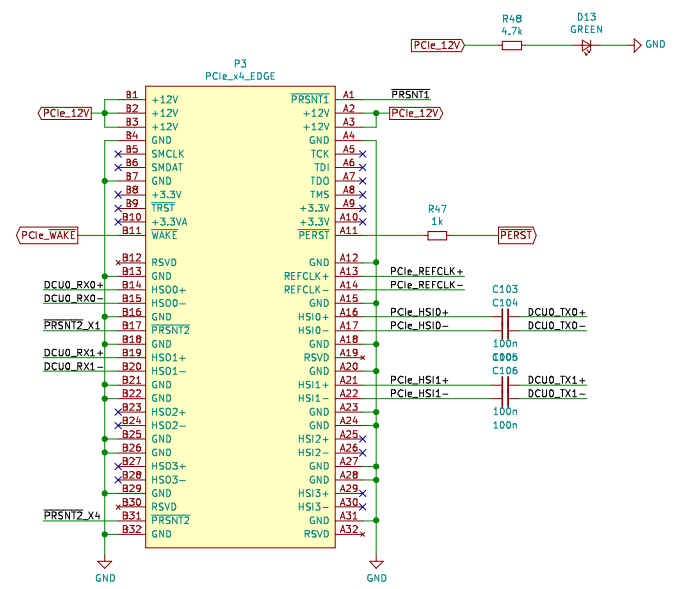 R48
4.7k
D13
GREEN
PCIe_12V
GND
P3
PCIe_x4_EDGE
B1 +12V PRSNT1 A1 PRSNT1
PCIe_12V B2 +12V +12V A2 PCIe_12V
B3 +12V +12V A3
B4 GND GND A4
B5 SMCLK TCK A5
B6 SMDAT TDI A6
B7 GND TDO A7
B8 +3.3V TMS A8
B9 TRST +3.3V A9
B10 +3.3VA +3.3V A10
R47
1k
PCIe_WAKE B11 WAKE PERST A11 PERST
B12 RSVD GND A12
B13 GND REFCLK+ A13 PCIe_REFCLK+
DCU0_RX0+ B14 HSO0+ REFCLK- A14 PCIe_REFCLK- C103
DCU0_RX0- B15 HSO0- GND A15 C104
B16 GND HSI0+ A16 PCIe_HSI0+ DCU0_TX0+
PRSNT2_X1 B17 PRSNT2 HSI0- A17 PCIe_HSI0- DCU0_TX0-
B18 GND GND A18 100n
DCU0_RX1+ B19 HSO1+ RSVD A19
DCU0_RX1- B20 HSO1- GND A20 C106
B21 GND HSI1+ A21 PCIe_HSI1+ DCU0_TX1+
B22 GND HSI1- A22 PCIe_HSI1- DCU0_TX1-
B23 HSO2+ GND A23 100n
B24 HSO2- GND A24 100n
B25 GND HSI2+ A25
B26 GND HSI2- A26
B27 HSO3+ GND A27
B28 HSO3- GND A28
B29 GND HSI3+ A29
B30 RSVD HSI3- A30
PRSNT2_X4 B31 PRSNT2 GND A31
B32 GND RSVD A32
GND GND